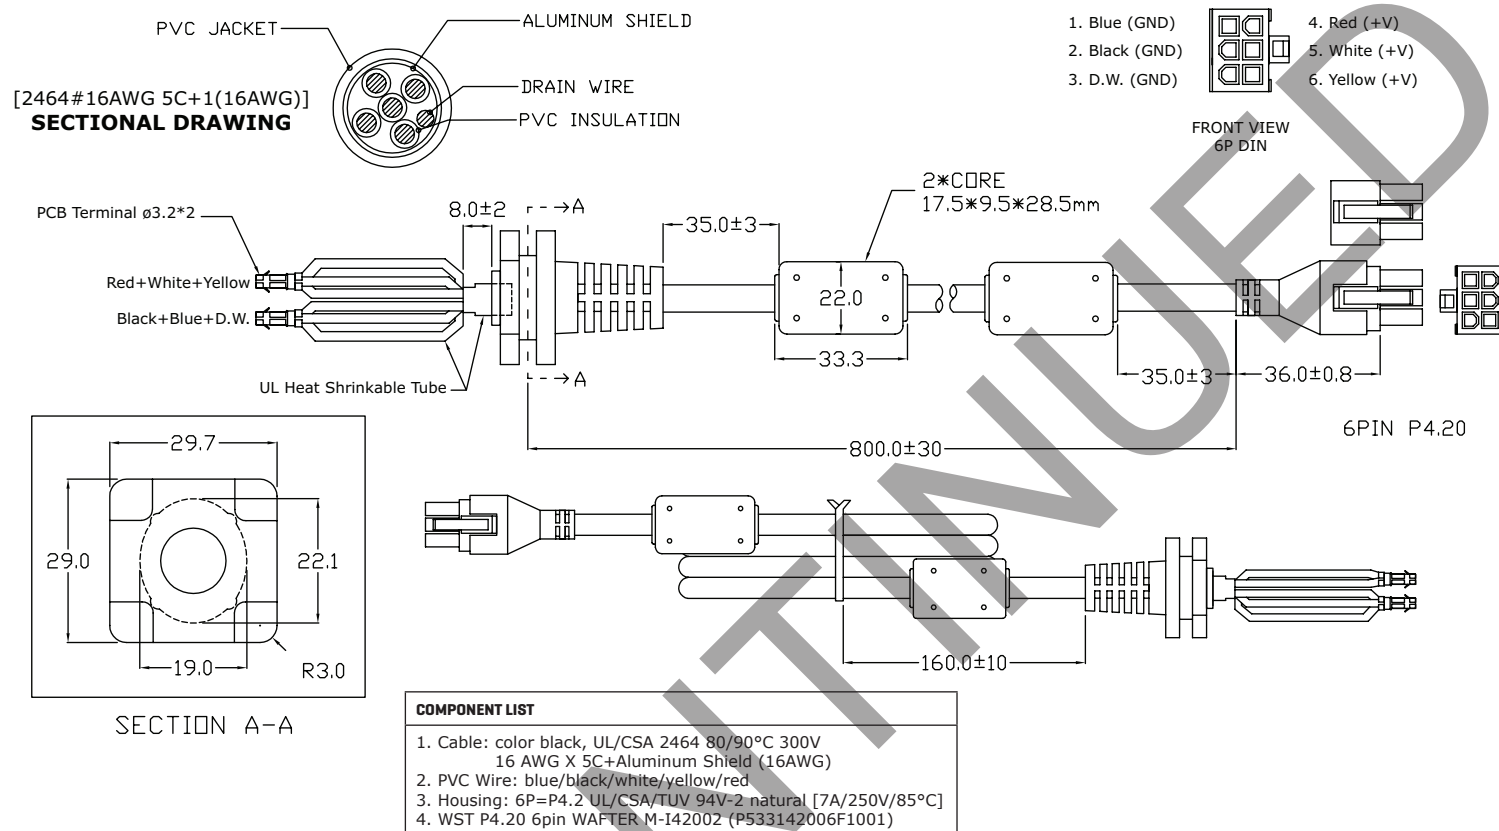 PVC JACKET
ALUMINUM SHIELD
DRAIN WIRE
PVC INSULATION
[2464#16AWG 5C+1(16AWG)]
SECTIONAL DRAWING
1. Blue (GND)
2. Black (GND)
3. D.W. (GND)
4. Red (+V)
5. White (+V)
6. Yellow (+V)
FRONT VIEW
6P DIN
PCB Terminal ø3.2*2
Red+White+Yellow
Black+Blue+D.W.
UL Heat Shrinkable Tube
8.0±2
A
A
35.0±3
2*CORE
17.5*9.5*28.5mm
22.0
33.3
35.0±3
36.0±0.8
800.0±30
6PIN P4.20
29.7
29.0
22.1
19.0
R3.0
SECTION A-A
160.0±10
COMPONENT LIST
1. Cable: color black, UL/CSA 2464 80/90°C 300V
16 AWG X 5C+Aluminum Shield (16AWG)
2. PVC Wire: blue/black/white/yellow/red
3. Housing: 6P=P4.2 UL/CSA/TUV 94V-2 natural [7A/250V/85°C]
4. WST P4.20 6pin WAFTER M-I42002 (P533142006F1001)
NTINUED